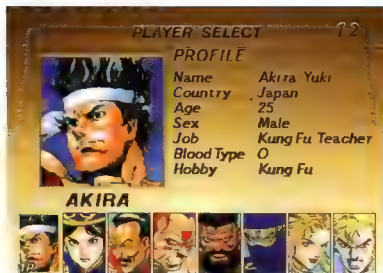 PLAYER SELECT 12
PROFILE
Name Akira Yuki
Country Japan
Age 25
Sex Male
Job Kung Fu Teacher
Blood Type O
Hobby Kung Fu
AKIRA